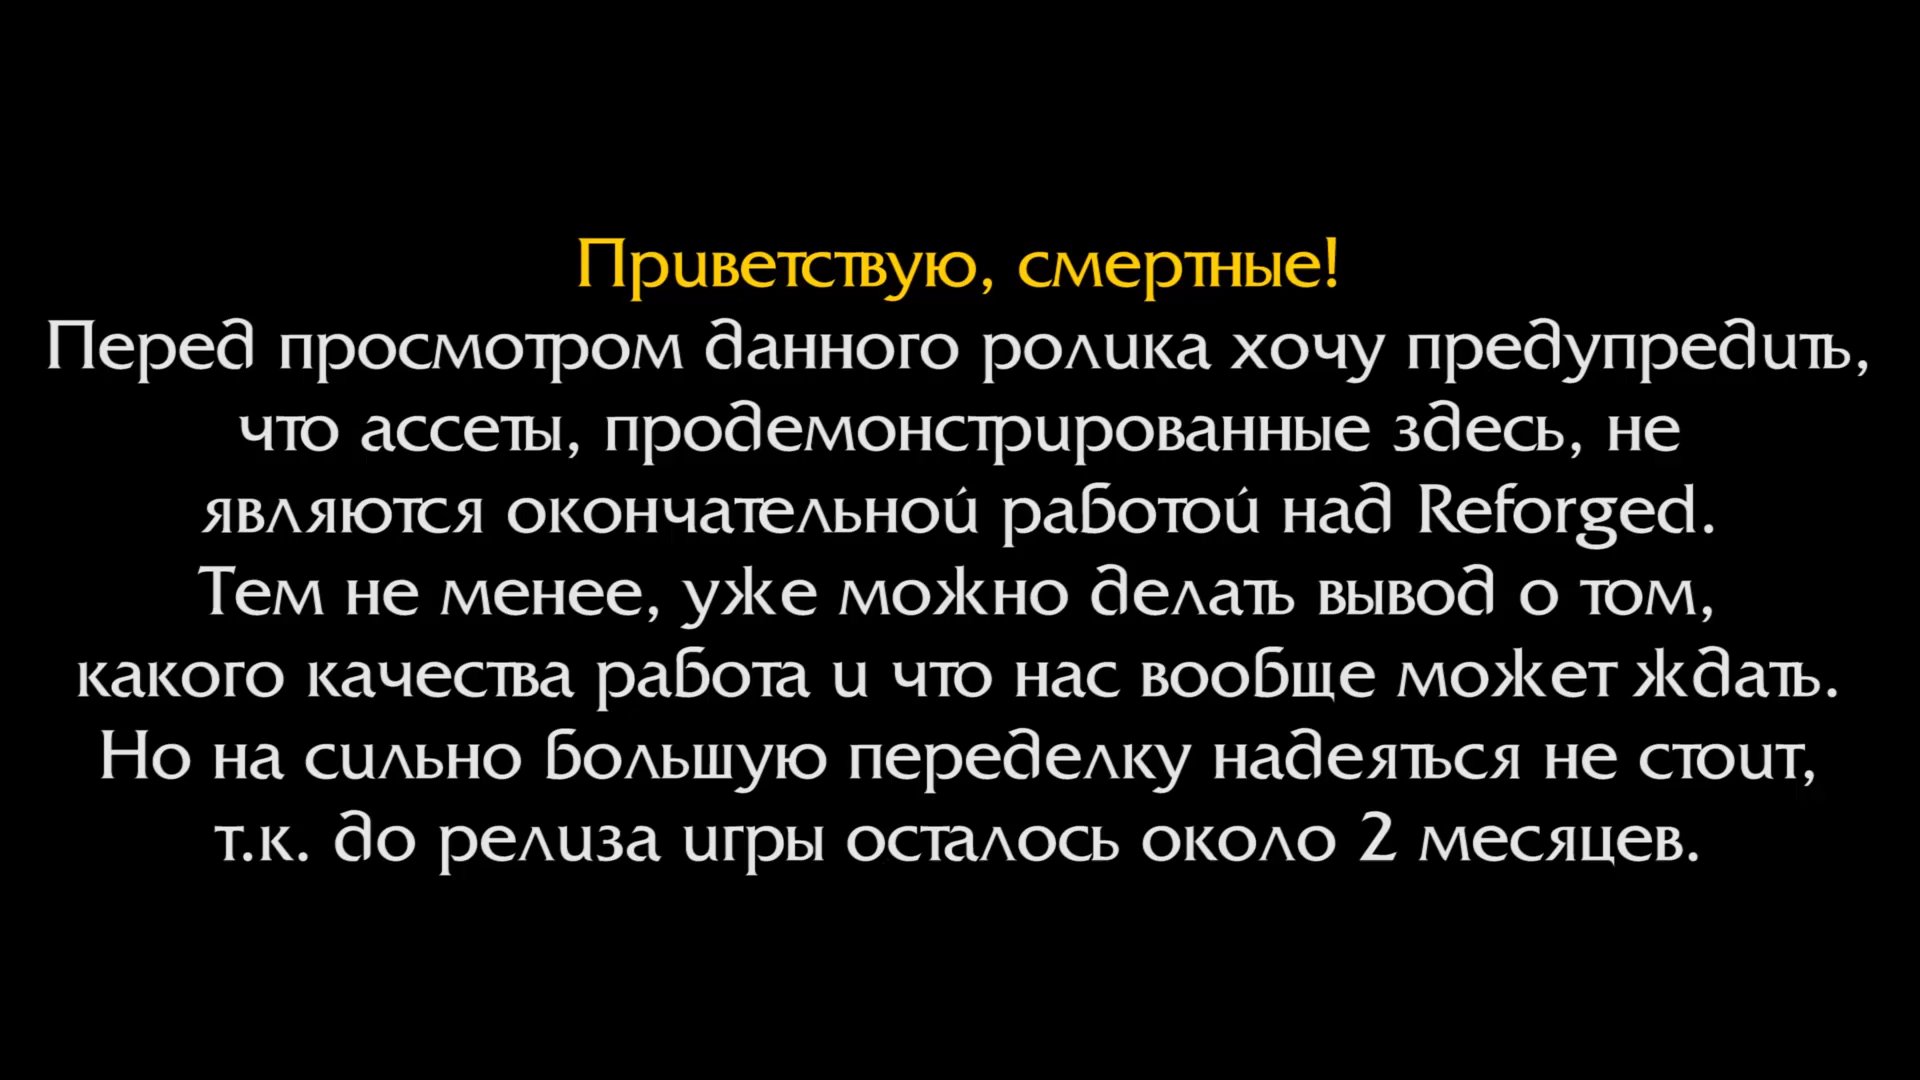 Приветствую, смертные!
Перед просмотром данного ролика хочу предупредить,
что ассеты, продемонстрированные здесь, не
являются окончательной работой над Reforged.
Тем не менее, уже можно делать вывод о том,
какого качества работа и что нас вообще может ждать.
Но на сильно большую переделку надеяться не стоит,
т.к. до релиза игры осталось около 2 месяцев.